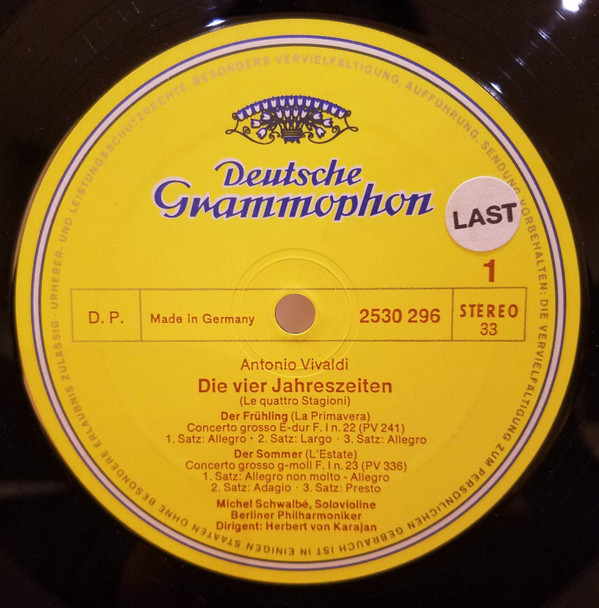 Deutsche
Grammophon
LAST
1
D. P.
Made in Germany
2530 296
STEREO
33
Antonio Vivaldi
Die vier Jahreszeiten
(Le quattro Stagioni)
Der Frühling (La Primavera)
Concerto grosso E-dur F. I n. 22 (PV 241)
1. Satz: Allegro · 2. Satz: Largo · 3. Satz: Allegro
Der Sommer (L'Estate)
Concerto grosso g-moll F. I n. 23 (PV 336)
1. Satz: Allegro non molto - Allegro
2. Satz: Adagio · 3. Satz: Presto
Michel Schwalbé, Solovioline
Berliner Philharmoniker
Dirigent: Herbert von Karajan
URHEBER- UND LEISTUNGSSCHUTZRECHTE, BESONDERS VERVIELFÄLTIGUNG, AUFFÜHRUNG, SENDUNG VORBEHALTEN: DIE VERVIELFÄLTIGUNG ZUM PERSÖNLICHEN GEBRAUCH IST IN EINIGEN STAATEN OHNE BESONDERE ERLAUBNIS ZULÄSSIG